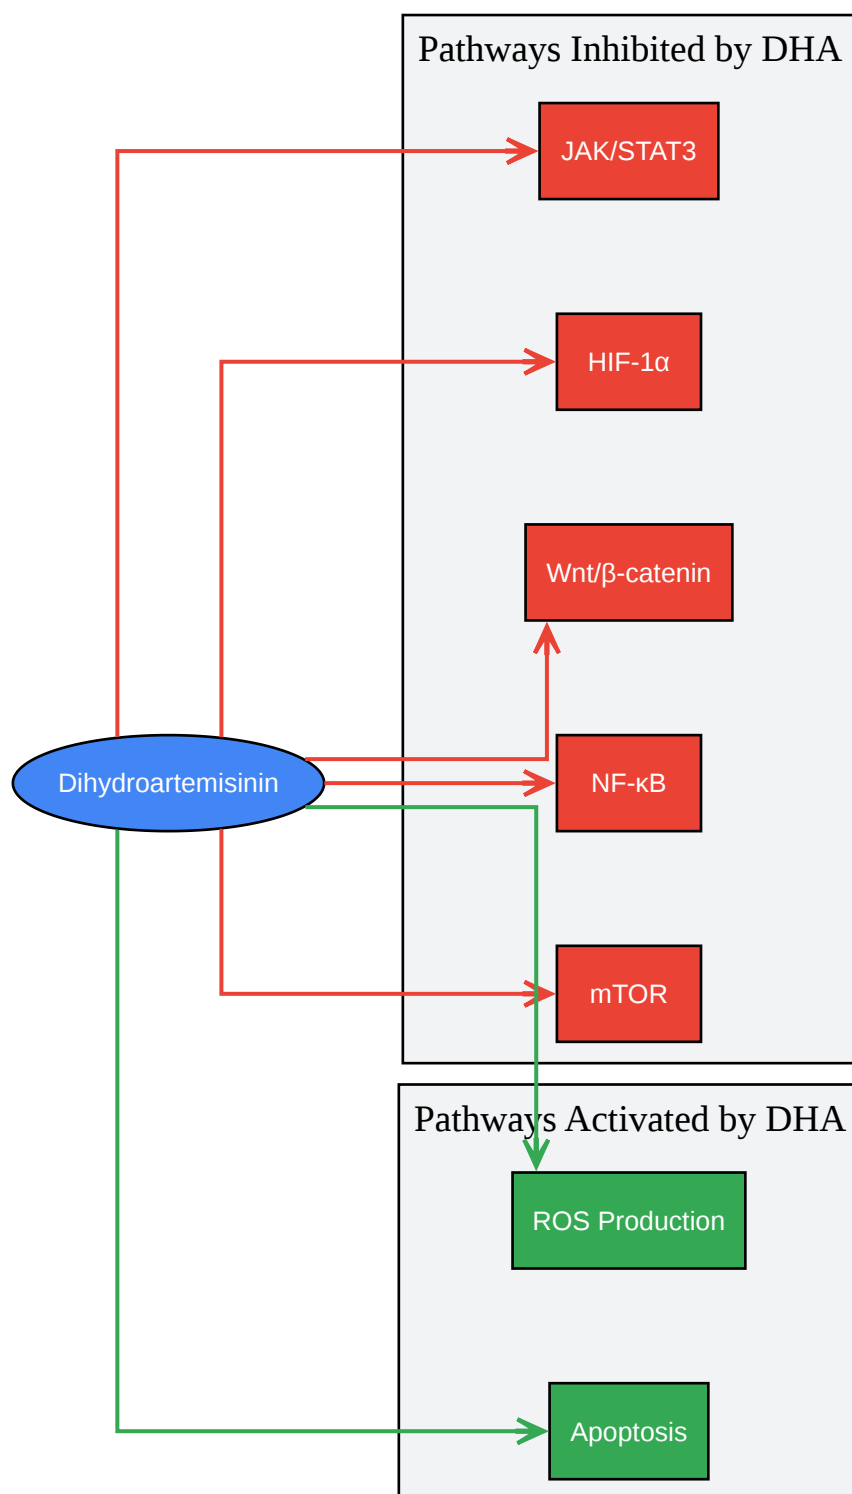 Pathways Inhibited by DHA
JAK/STAT3
HIF-1α
Wnt/β-catenin
Dihydroartemisinin
NF-κB
mTOR
Pathways Activated by DHA
ROS Production
Apoptosis